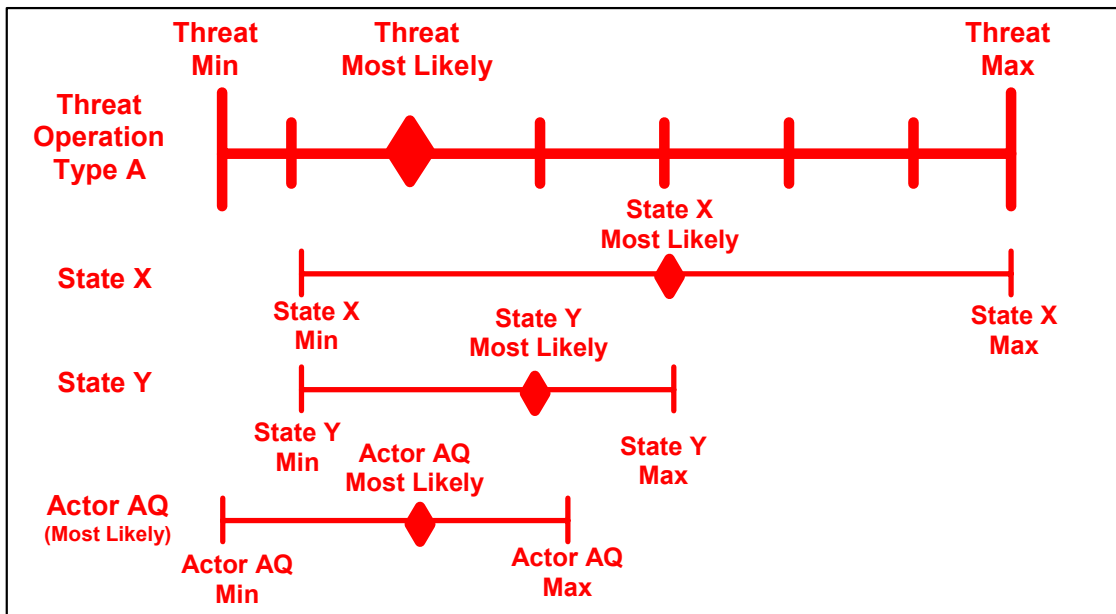 Threat
Min
Threat
Most Likely
Threat
Max
Threat
Operation
Type A
State X
Most Likely
State X
State X
Min
State X
Max
State Y
Most Likely
State Y
State Y
Min
State Y
Max
Actor AQ
Most Likely
Actor AQ
(Most Likely)
Actor AQ
Min
Actor AQ
Max